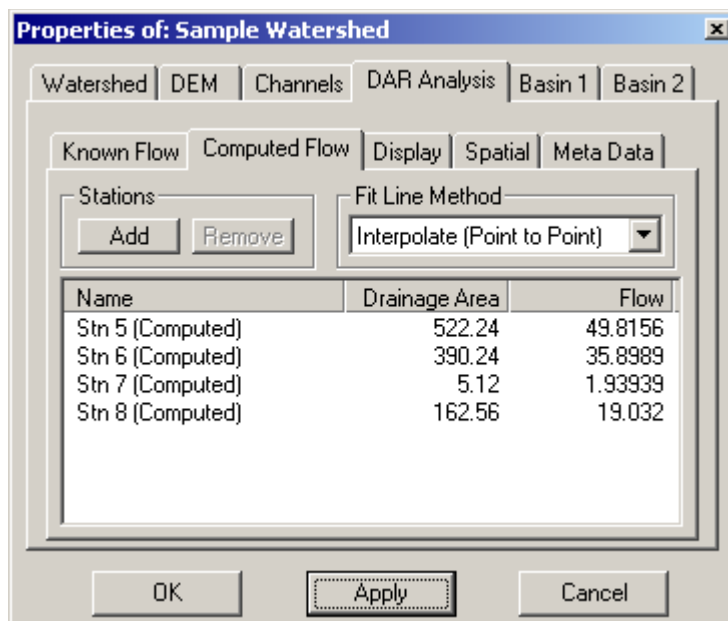 Properties of: Sample Watershed
Watershed DEM Channels DAR Analysis Basin 1 Basin 2
Known Flow Computed Flow Display Spatial Meta Data
Stations Fit Line Method
Add Remove Interpolate (Point to Point)
Name Drainage Area Flow
Stn 5 (Computed) 522.24 49.8156
Stn 6 (Computed) 390.24 35.8989
Stn 7 (Computed) 5.12 1.93939
Stn 8 (Computed) 162.56 19.032
OK Apply Cancel